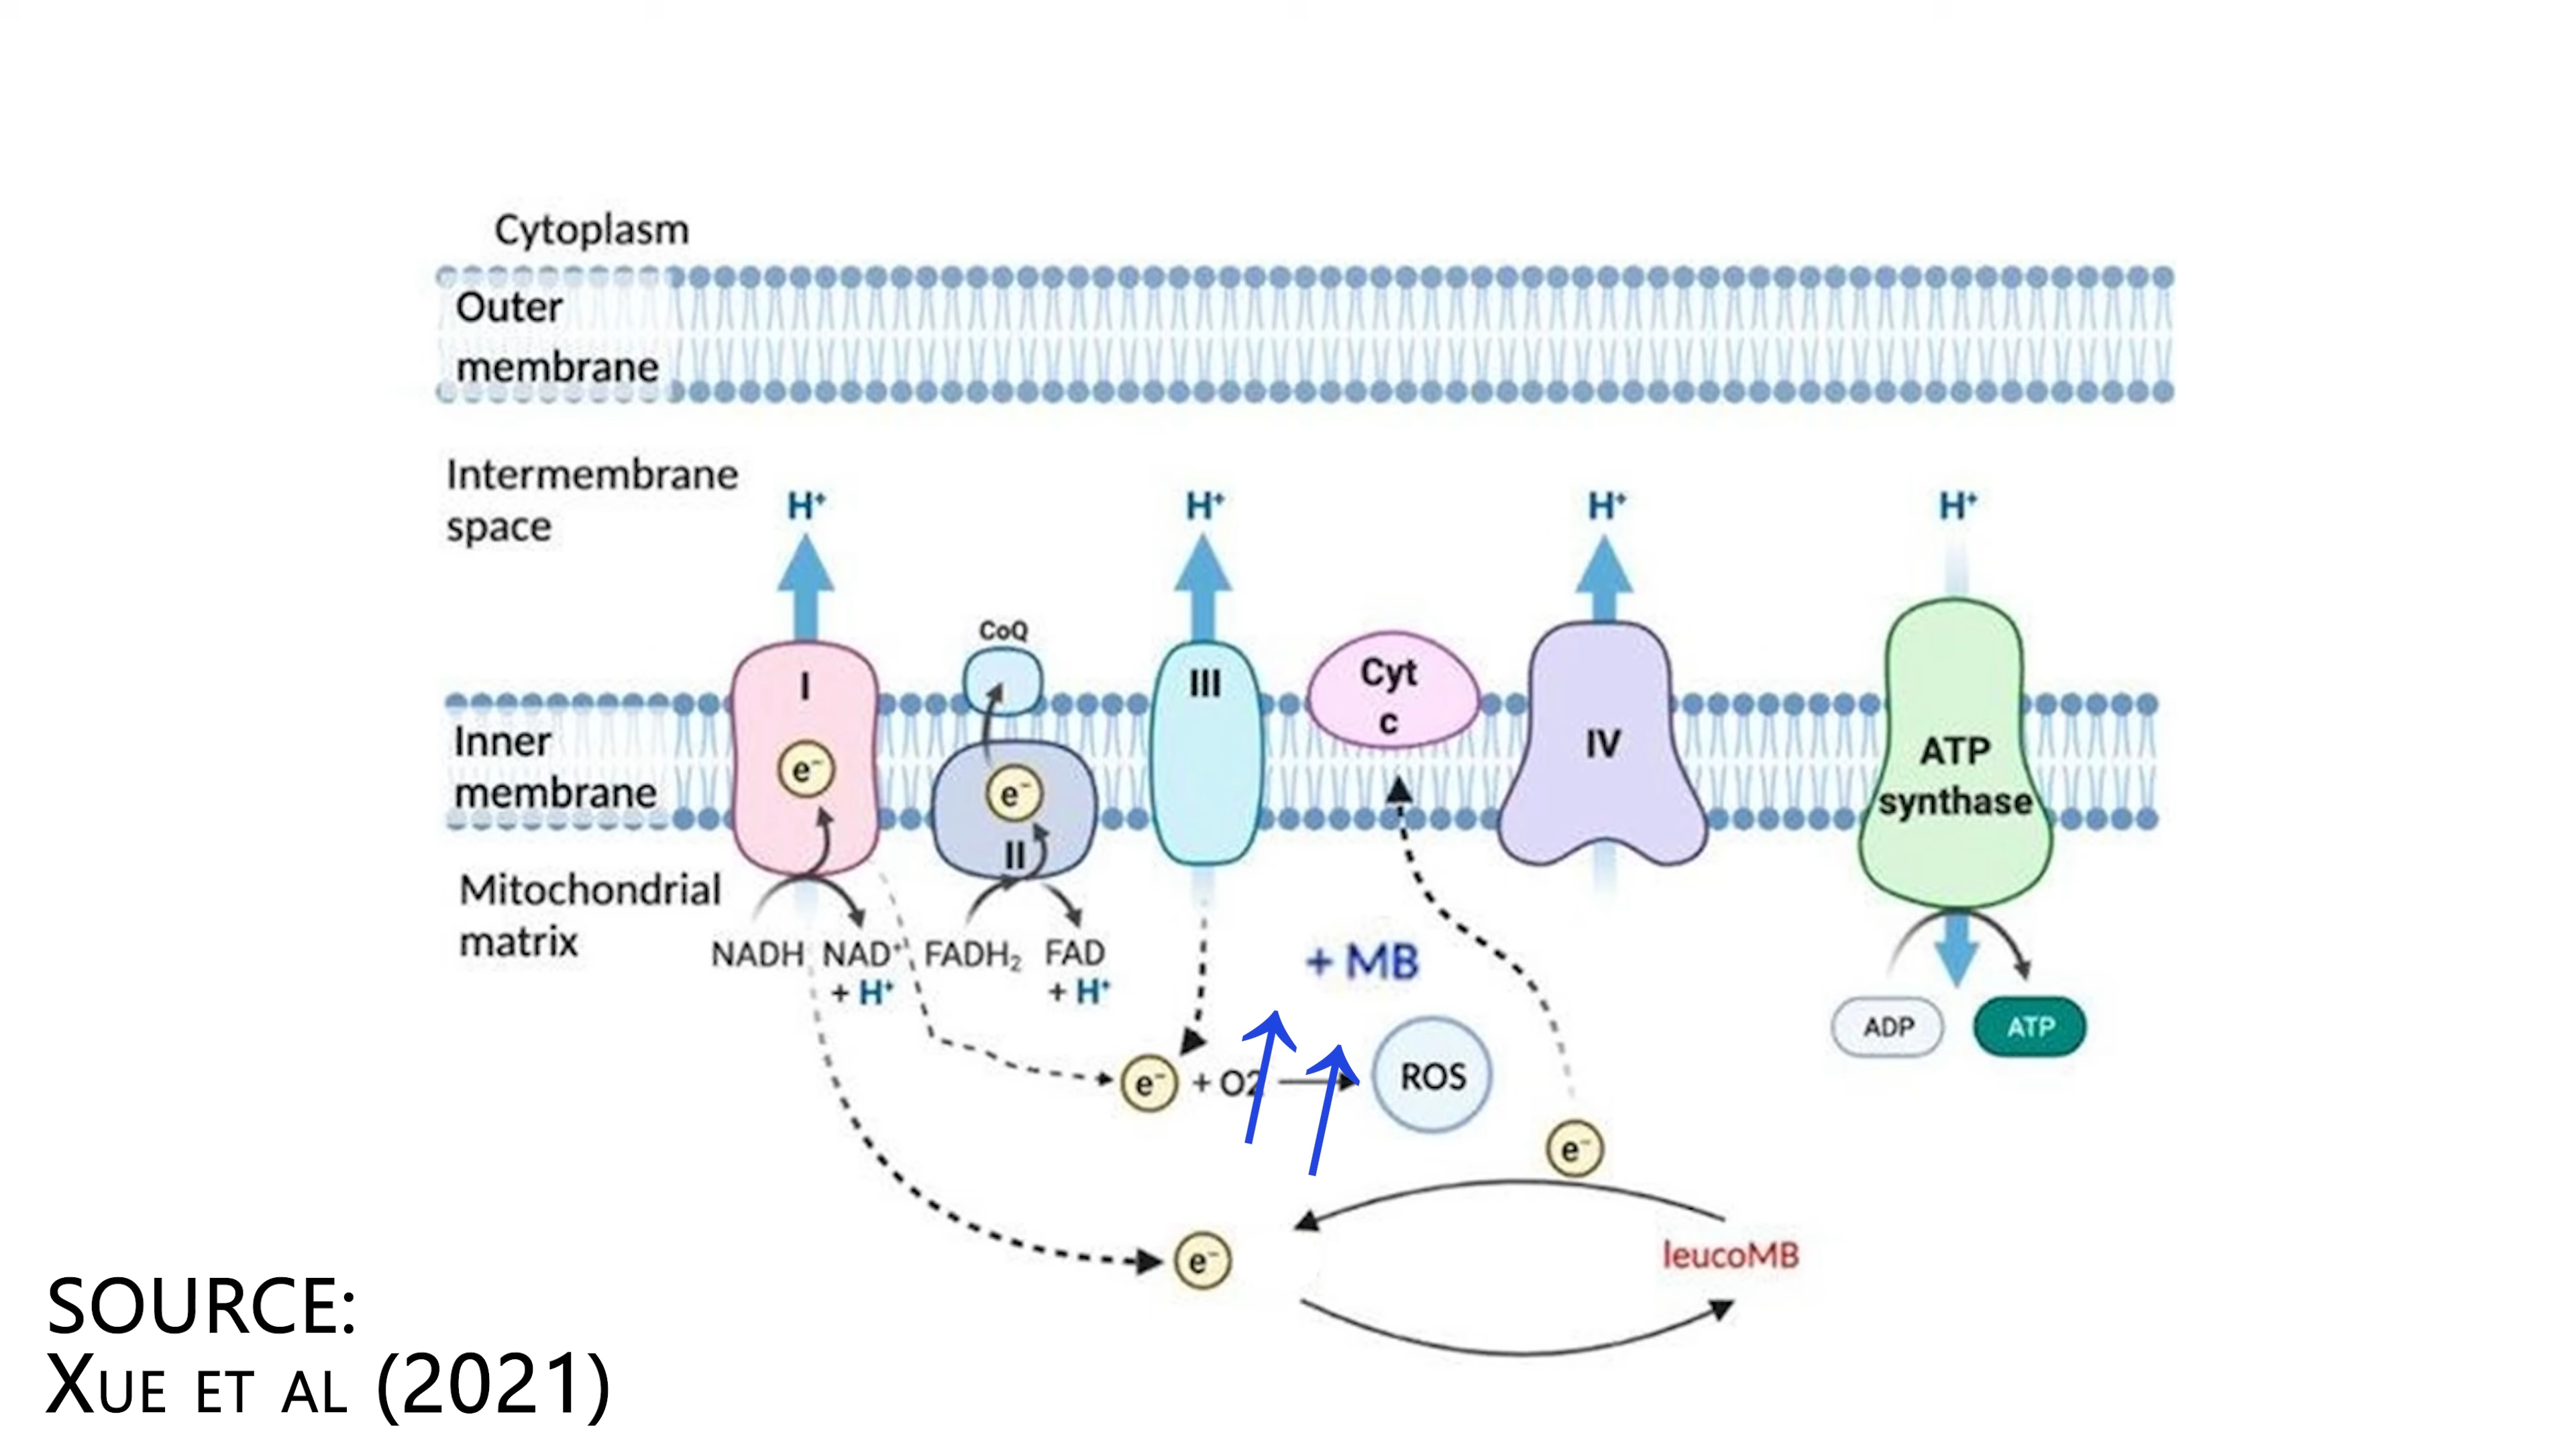 Cytoplasm
Outer
membrane
Intermembrane
space
H⁺
H⁺
H⁺
H⁺
CoQ
I
III
Cyt
c
IV
e⁻
e⁻
II
Inner
membrane
ATP
synthase
Mitochondrial
matrix
NADH
NAD⁺
+ H⁺
FADH₂
FAD
+ H⁺
+ MB
e⁻ + O2
ROS
ADP
ATP
e⁻
e⁻
leucoMB
SOURCE:
XUE ET AL (2021)